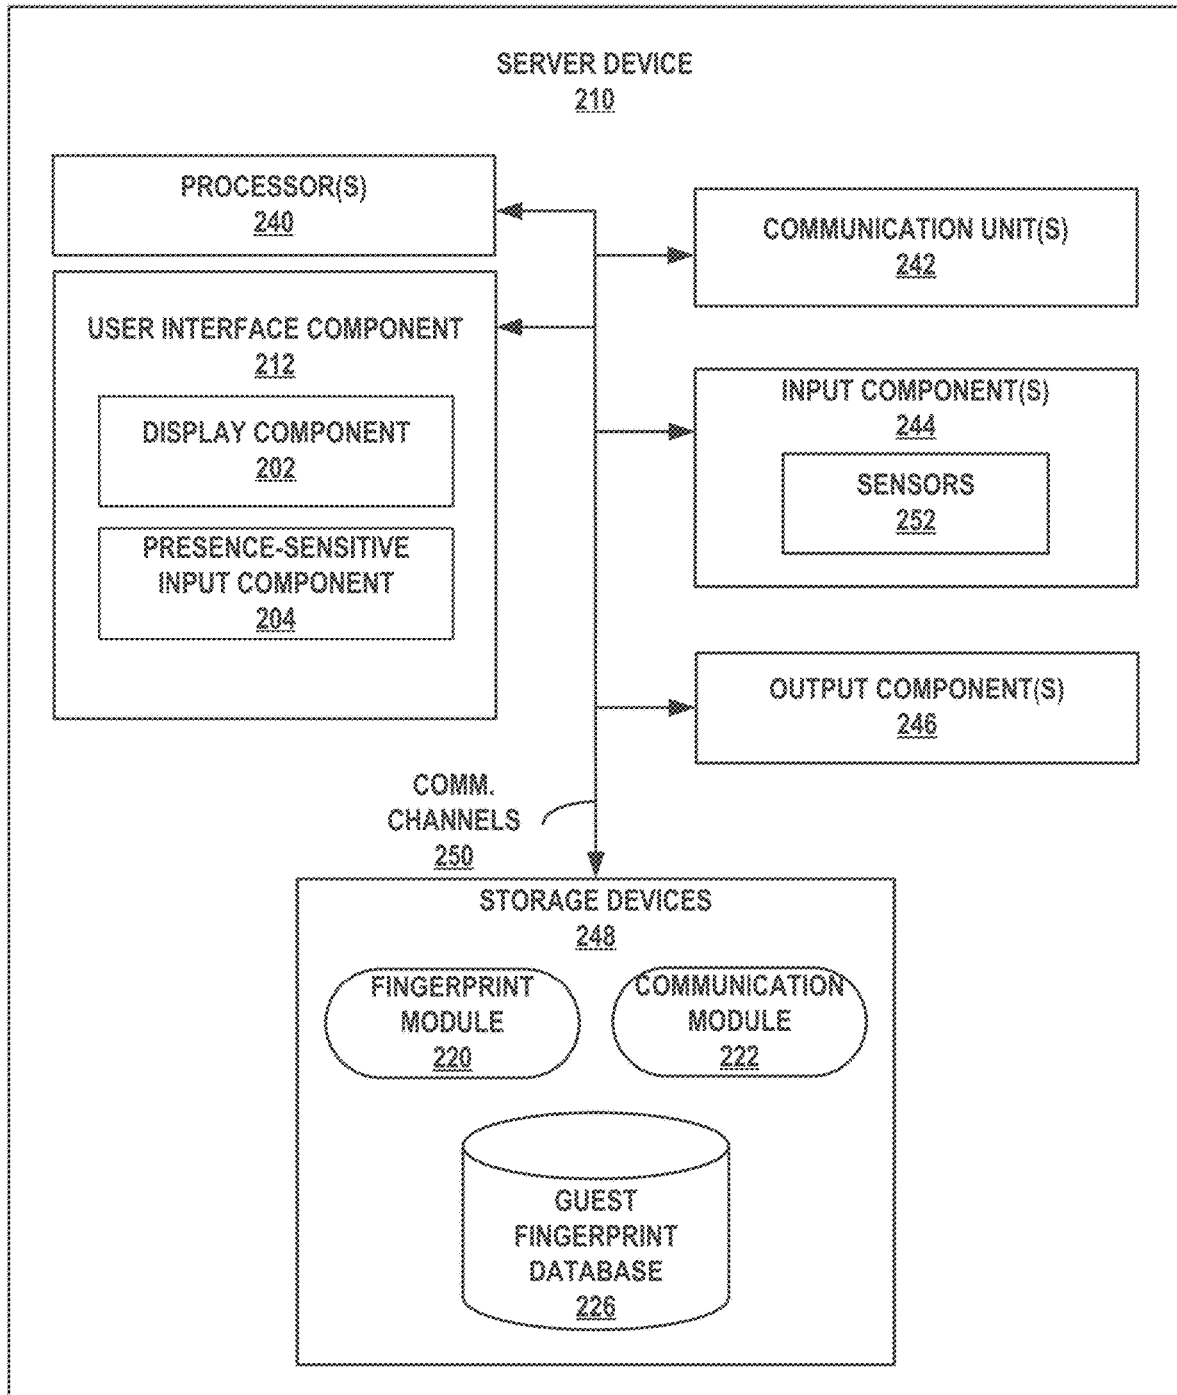 SERVER DEVICE
210
PROCESSOR(S)
240
COMMUNICATION UNIT(S)
242
USER INTERFACE COMPONENT
212
DISPLAY COMPONENT
202
PRESENCE-SENSITIVE
INPUT COMPONENT
204
INPUT COMPONENT(S)
244
SENSORS
252
OUTPUT COMPONENT(S)
246
COMM.
CHANNELS
250
STORAGE DEVICES
248
FINGERPRINT
MODULE
220
COMMUNICATION
MODULE
222
GUEST
FINGERPRINT
DATABASE
226